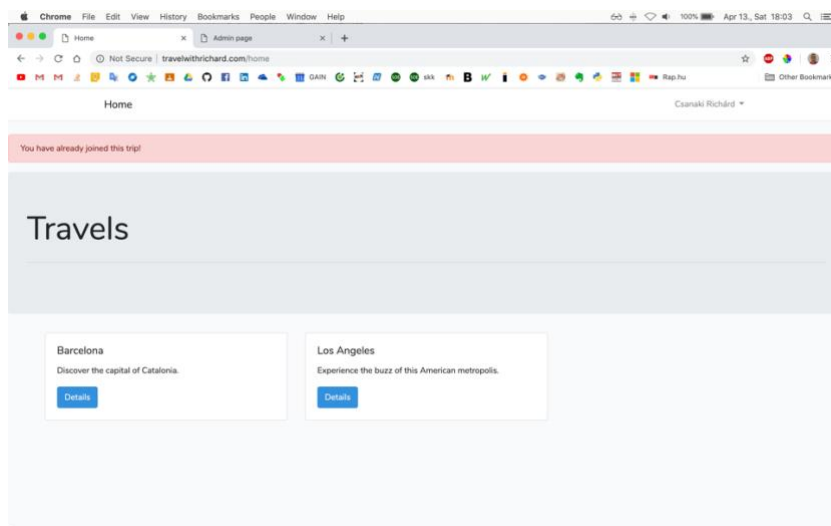 Chrome File Edit View History Bookmarks People Window Help 100% Apr 13., Sat 18:03
Home Admin page
Not Secure | travelwithrichard.com/home
GAIN skk Rap.hu Other Bookmark
Home Csanaki Richárd
You have already joined this trip!
Travels
Barcelona Los Angeles
Discover the capital of Catalonia. Experience the buzz of this American metropolis.
Details Details